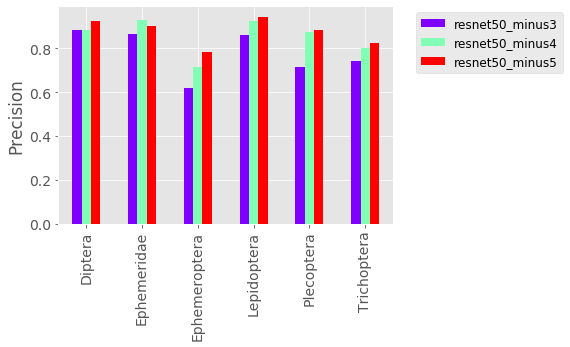 Precision
0.8
0.6
0.4
0.2
0.0
Diptera
Ephemeridae
Ephemeroptera
Lepidoptera
Plecoptera
Trichoptera
resnet50_minus3
resnet50_minus4
resnet50_minus5